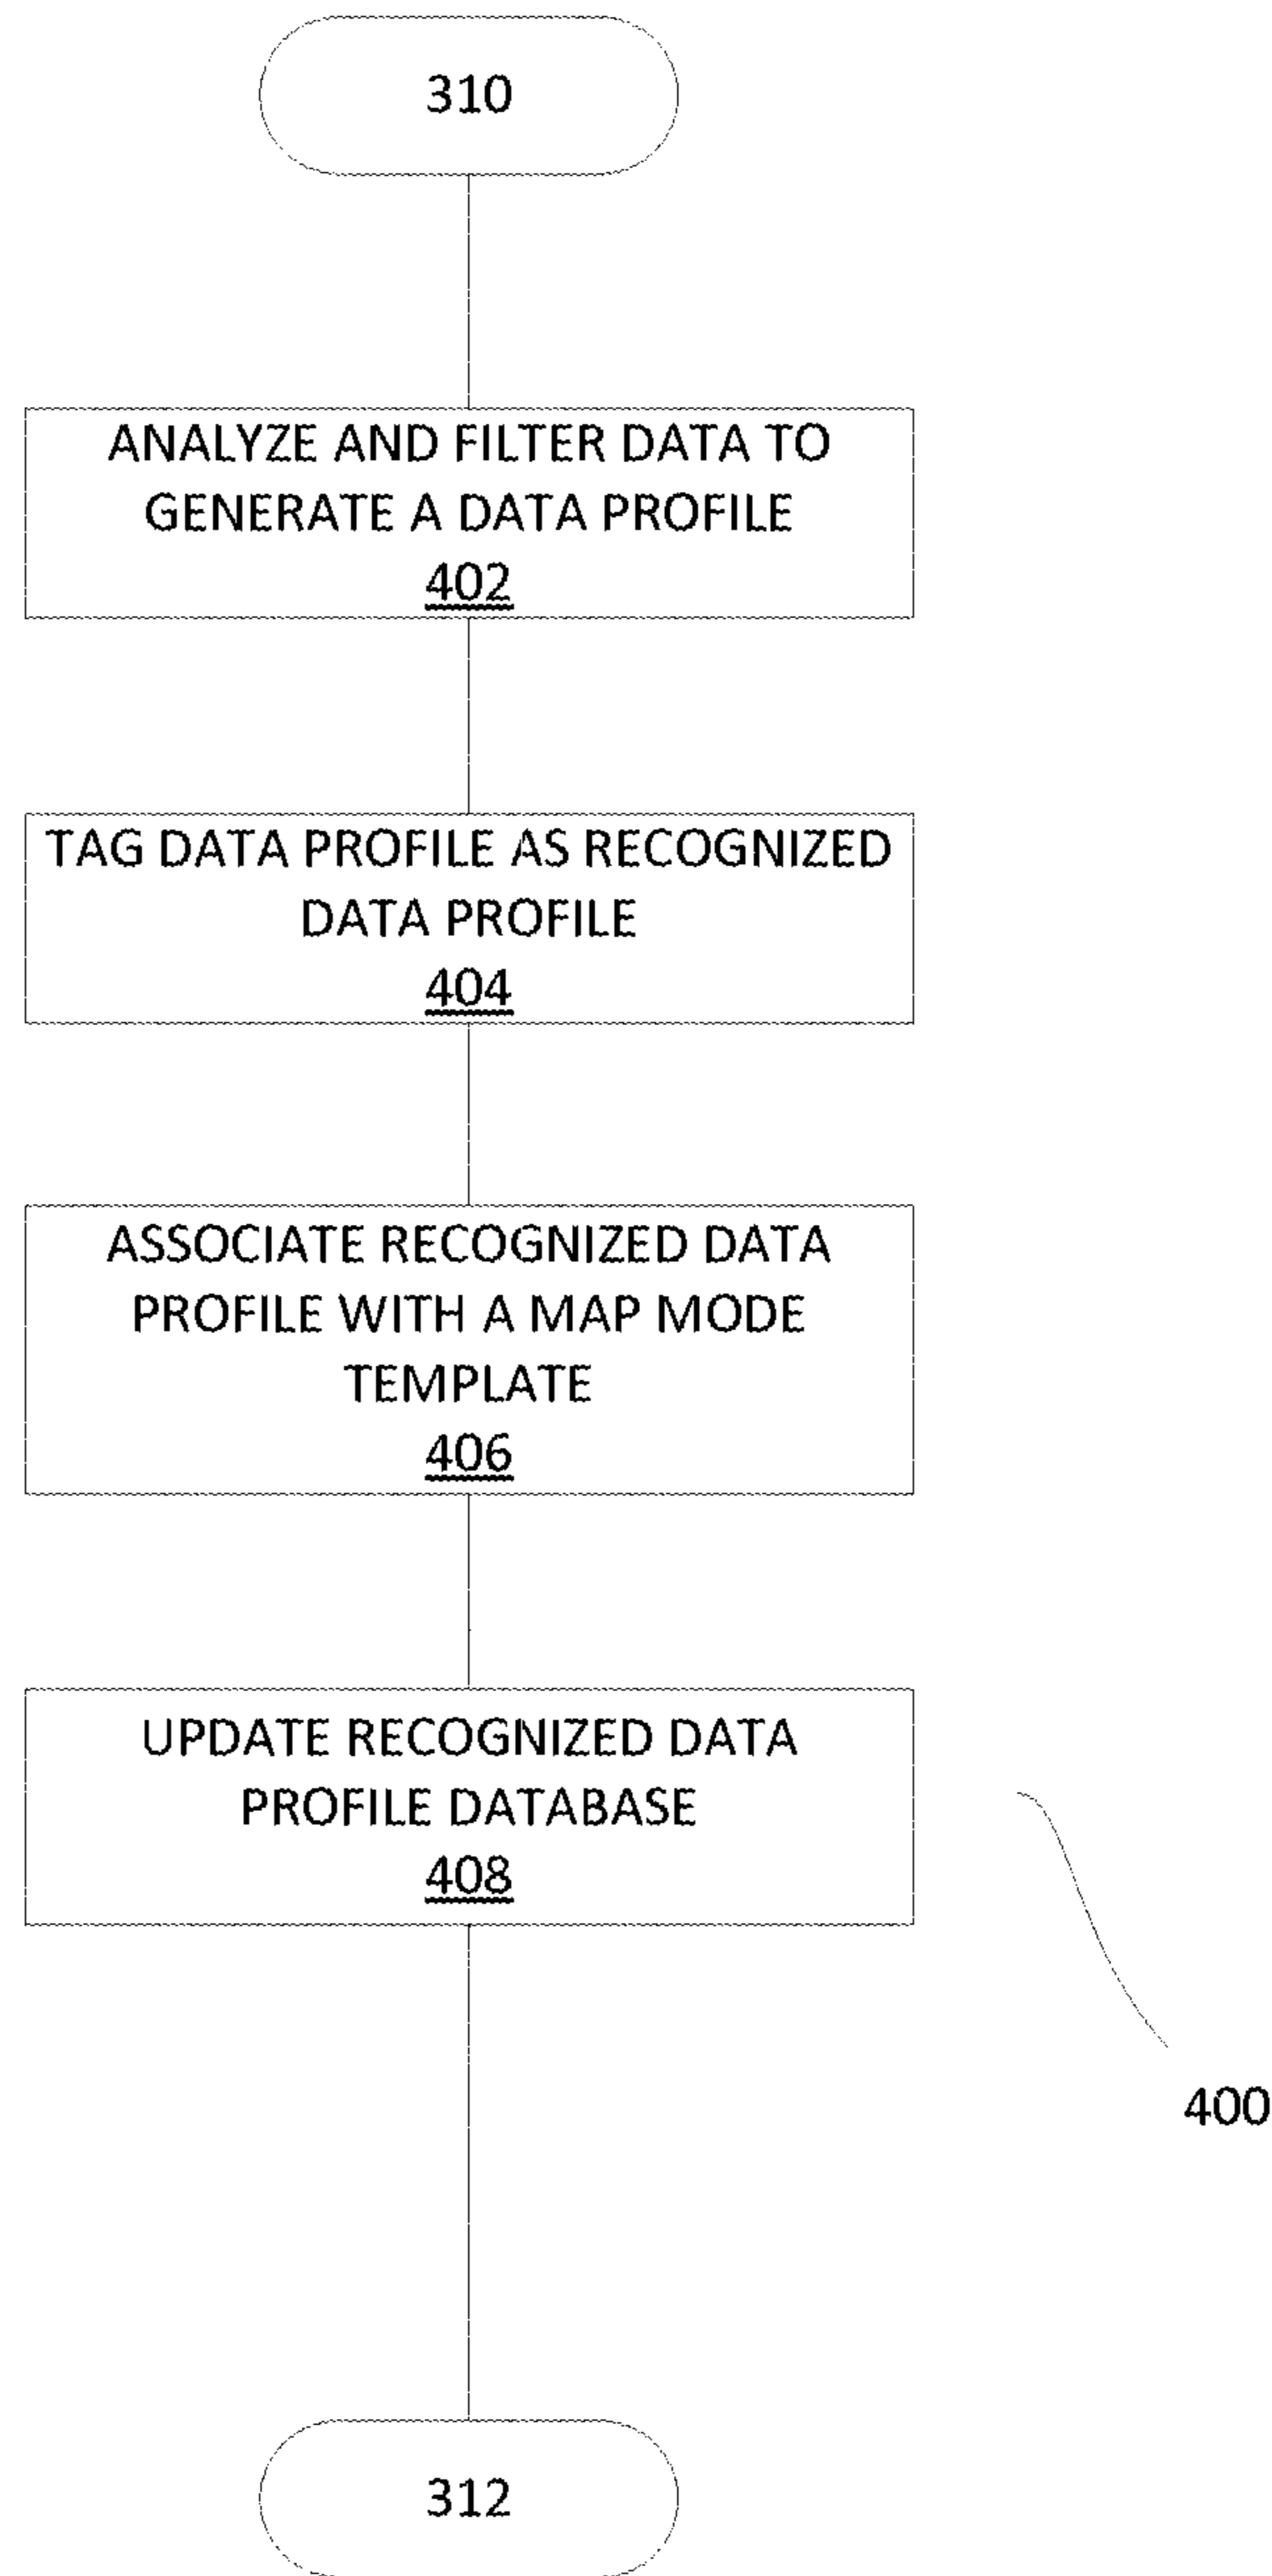 310
ANALYZE AND FILTER DATA TO
GENERATE A DATA PROFILE
402
TAG DATA PROFILE AS RECOGNIZED
DATA PROFILE
404
ASSOCIATE RECOGNIZED DATA
PROFILE WITH A MAP MODE
TEMPLATE
406
UPDATE RECOGNIZED DATA
PROFILE DATABASE
408
400
312